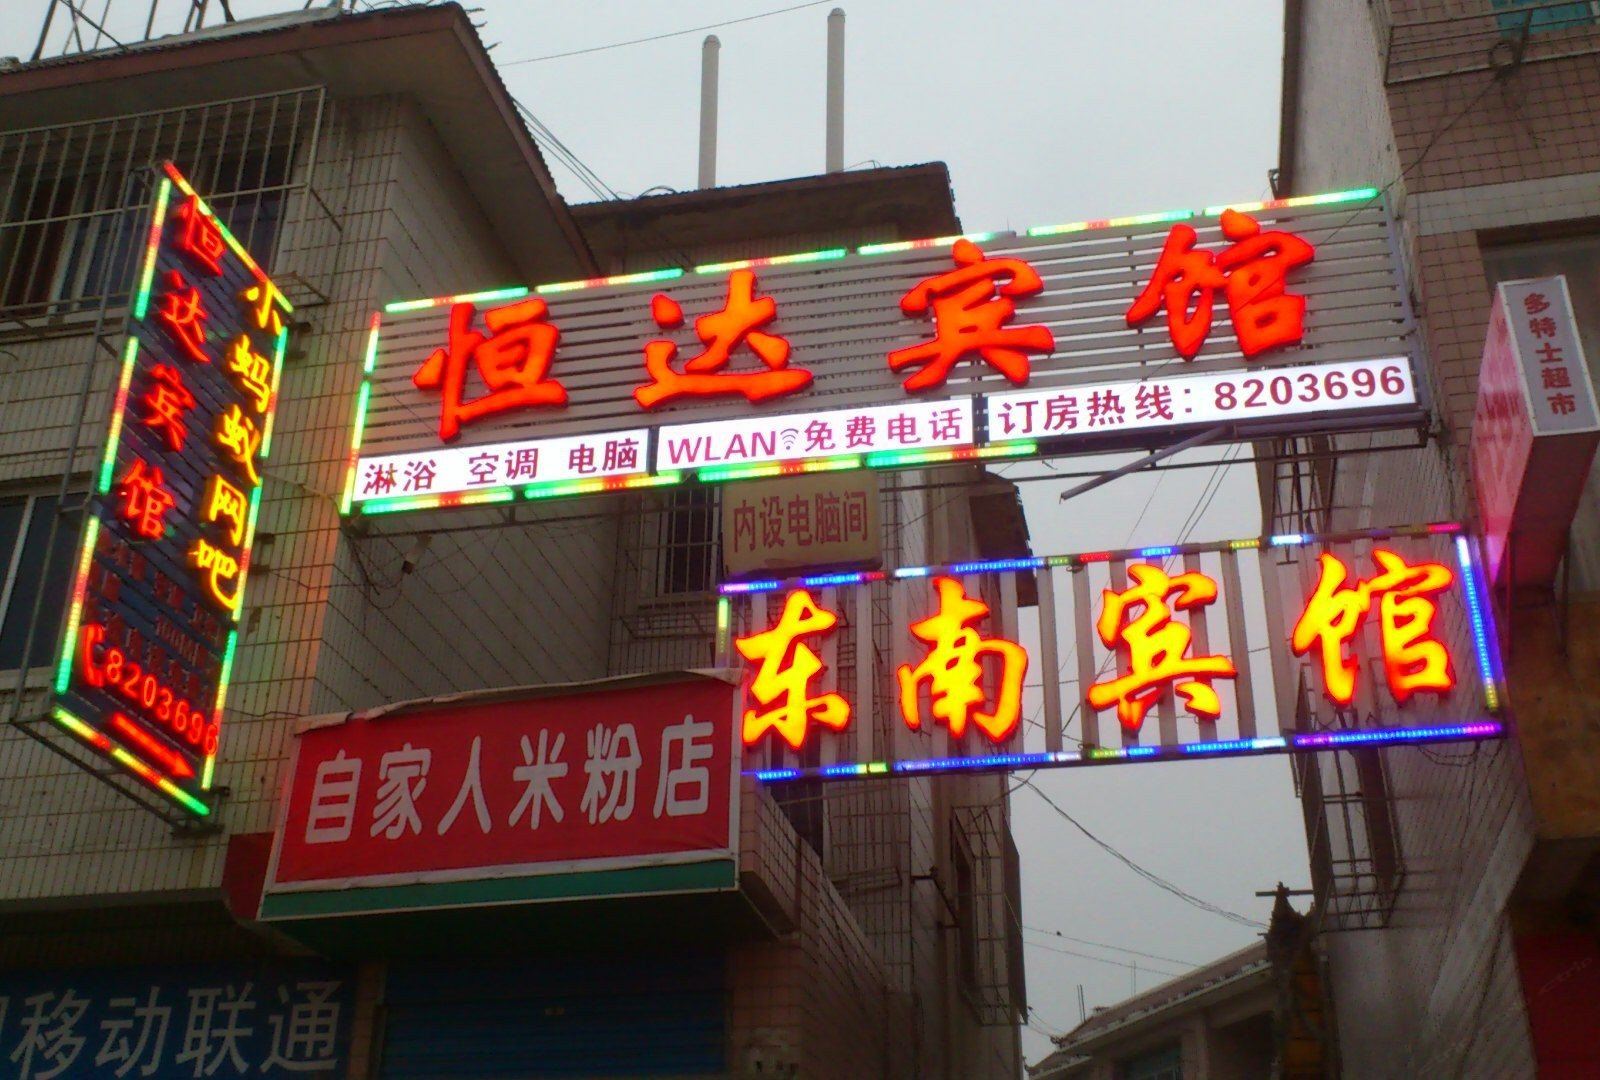 恒达宾馆
小蚂蚁网吧
8203696
恒达宾馆
淋浴 空调 电脑
WLAN 免费电话
订房热线：8203696
内设电脑间
东南宾馆
自家人米粉店
移动联通
多特士超市